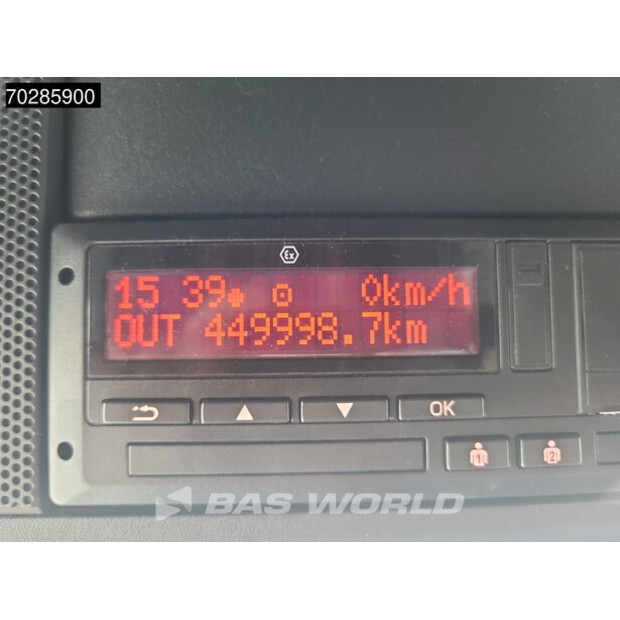 70285900
Ex
15 39 0km/h
OUT 449998.7km
OK
1 2
BAS WORLD